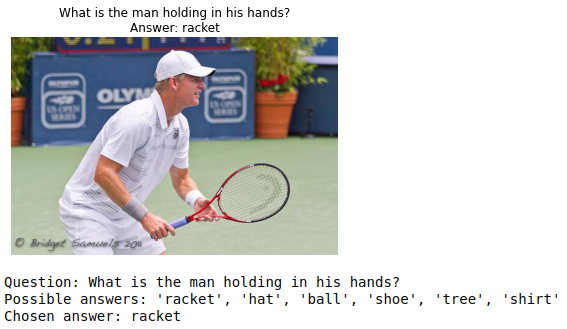 What is the man holding in his hands?
Answer: racket
OLYM
OLYMPUS
US OPEN
SERIES
OLYMPUS
US OPEN
SERIES
© Bridget Samuels 2011
Question: What is the man holding in his hands?
Possible answers: 'racket', 'hat', 'ball', 'shoe', 'tree', 'shirt'
Chosen answer: racket